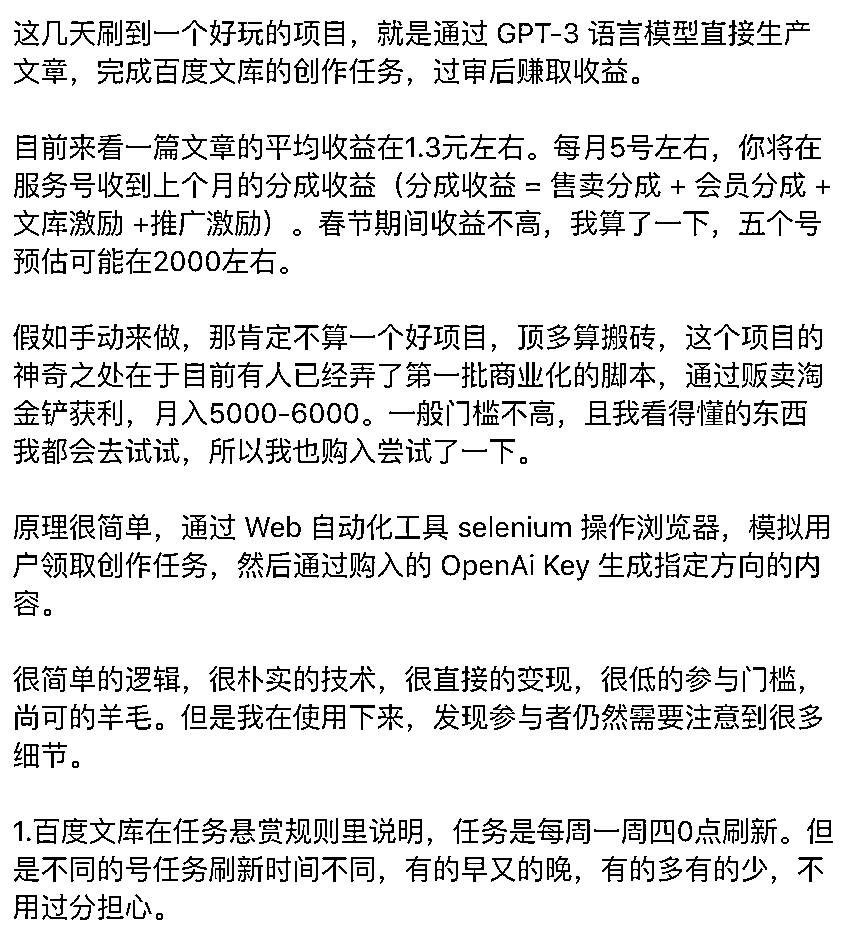 这几天刷到一个好玩的项目，就是通过 GPT-3 语言模型直接生产
文章，完成百度文库的创作任务，过审后赚取收益。
目前来看一篇文章的平均收益在1.3元左右。每月5号左右，你将在
服务号收到上个月的分成收益（分成收益 = 售卖分成 + 会员分成 +
文库激励 +推广激励）。春节期间收益不高，我算了一下，五个号
预估可能在2000左右。
假如手动来做，那肯定不算一个好项目，顶多算搬砖，这个项目的
神奇之处在于目前有人已经弄了第一批商业化的脚本，通过贩卖淘
金铲获利，月入5000-6000。一般门槛不高，且我看得懂的东西
我都会去试试，所以我也购入尝试了一下。
原理很简单，通过 Web 自动化工具 selenium 操作浏览器，模拟用
户领取创作任务，然后通过购入的 OpenAi Key 生成指定方向的内
容。
很简单的逻辑，很朴实的技术，很直接的变现，很低的参与门槛，
尚可的羊毛。但是我在使用下来，发现参与者仍然需要注意到很多
细节。
1.百度文库在任务悬赏规则里说明，任务是每周一周四0点刷新。但
是不同的号任务刷新时间不同，有的早又的晚，有的多有的少，不
用过分担心。